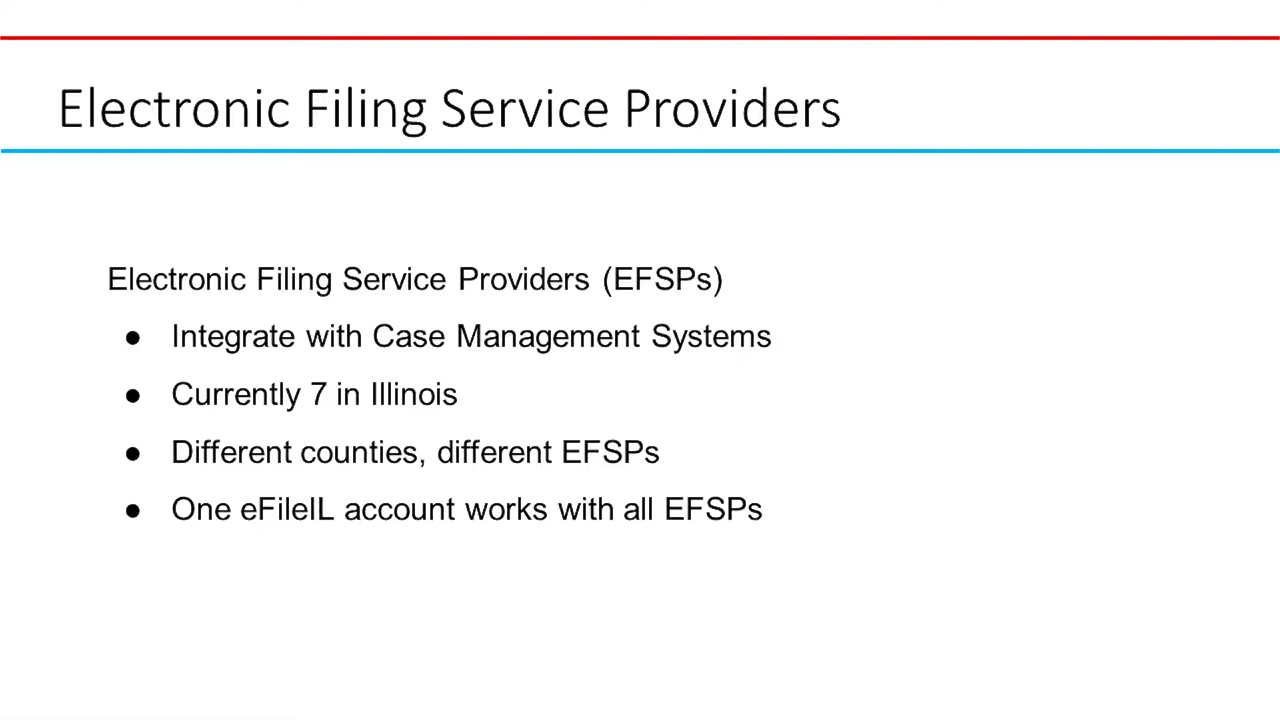 Electronic Filing Service Providers
Electronic Filing Service Providers (EFSPs)
● Integrate with Case Management Systems
● Currently 7 in Illinois
● Different counties, different EFSPs
● One eFileIL account works with all EFSPs